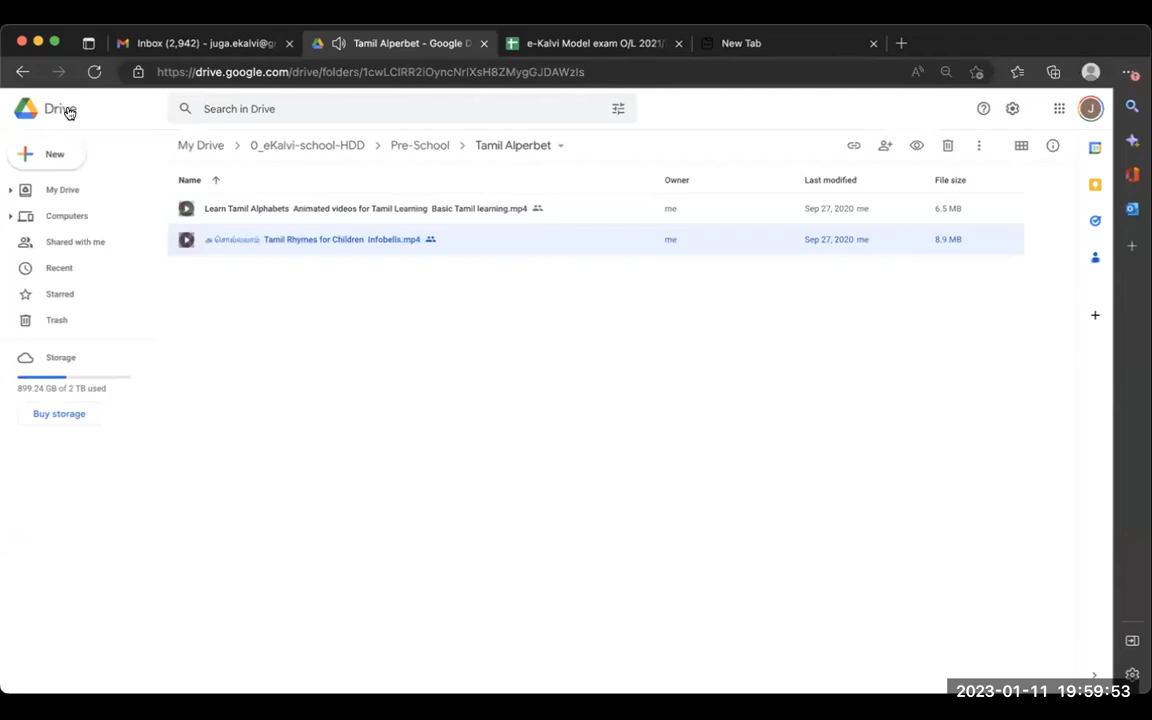 Inbox (2,942) - juga.ekalvi@gr
Tamil Alperbet - Google D
e-Kalvi Model exam O/L 2021/
New Tab
https://drive.google.com/drive/folders/1cwLCIRR2iOyncNrIXsH8ZMygGJDAWzIs
Drive
Search in Drive
J
New
My Drive > 0_eKalvi-school-HDD > Pre-School > Tamil Alperbet
Name Owner Last modified File size
My Drive
Learn Tamil Alphabets Animated videos for Tamil Learning Basic Tamil learning.mp4 me Sep 27, 2020 me 6.5 MB
Computers
அ சொல்லலாம் Tamil Rhymes for Children Infobells.mp4 me Sep 27, 2020 me 8.9 MB
Shared with me
Recent
Starred
Trash
Storage
899.24 GB of 2 TB used
Buy storage
2023-01-11 19:59:53